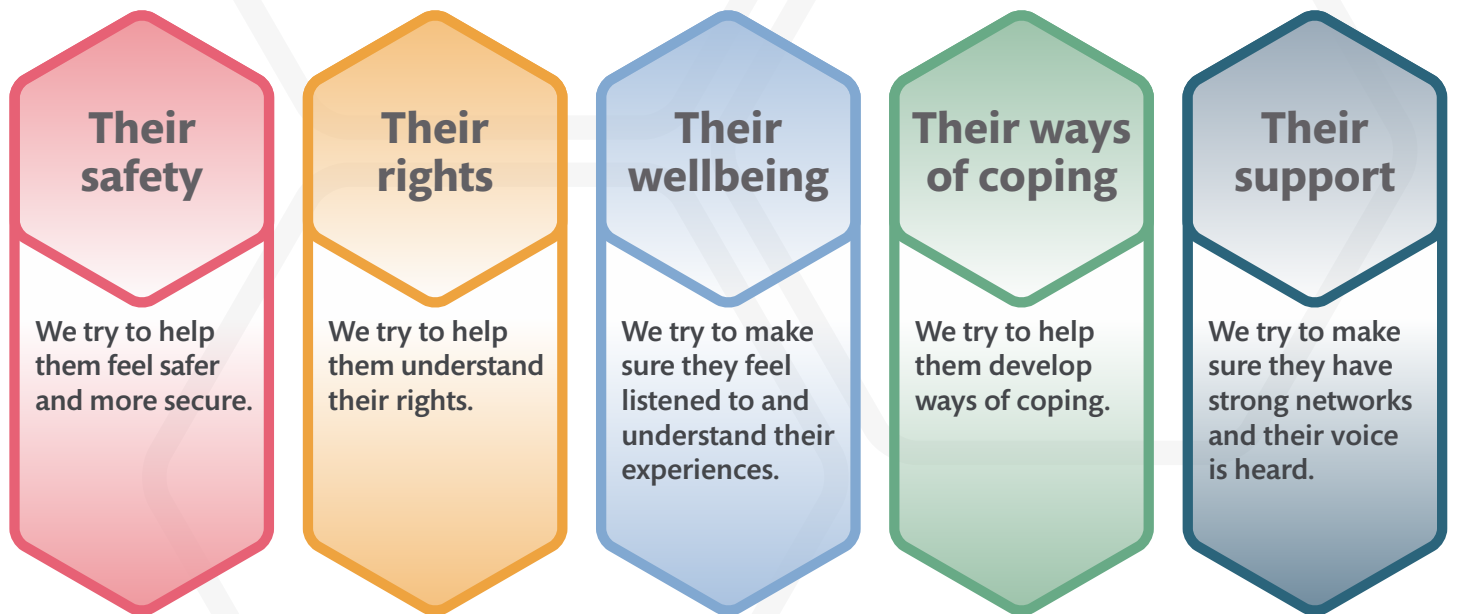 Their
safety
We try to help
them feel safer
and more secure.
Their
rights
We try to help
them understand
their rights.
Their
wellbeing
We try to make
sure they feel
listened to and
understand their
experiences.
Their ways
of coping
We try to help
them develop
ways of coping.
Their
support
We try to make
sure they have
strong networks
and their voice
is heard.